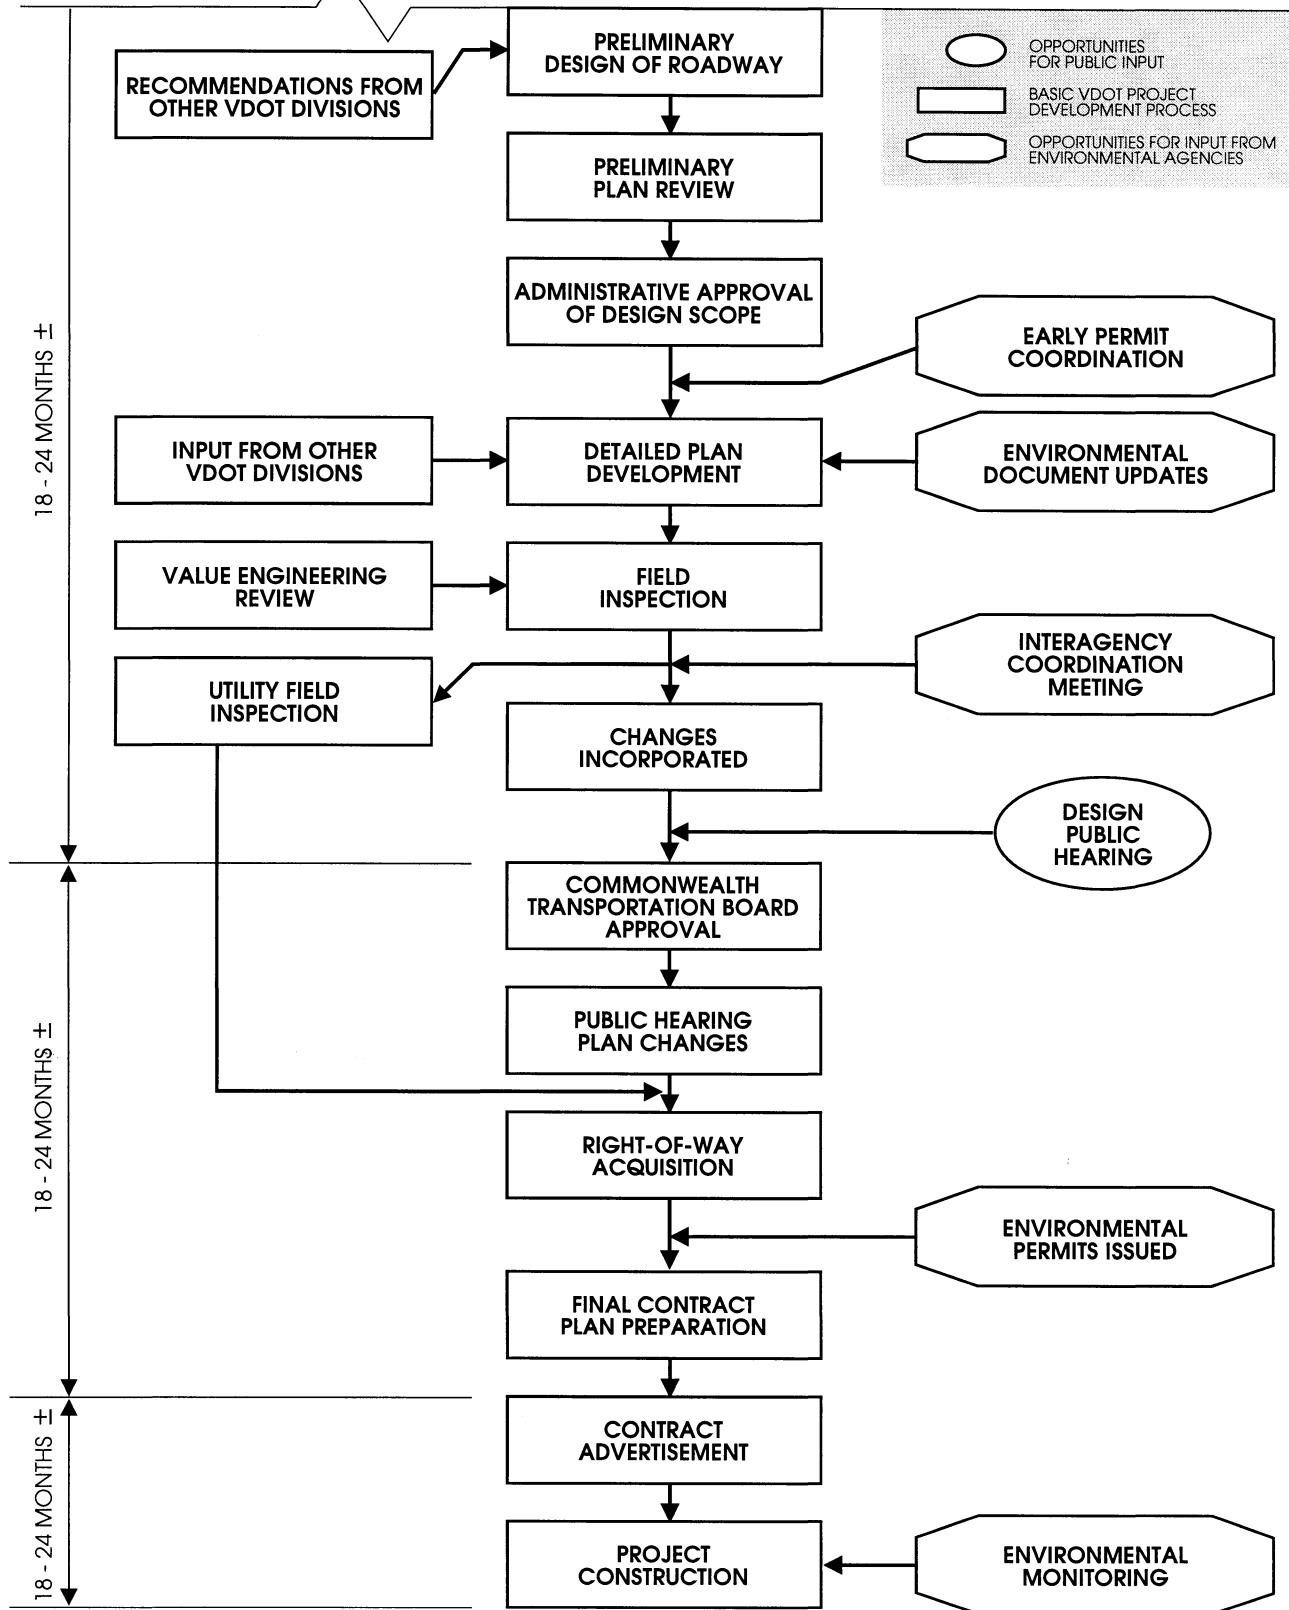 PRELIMINARY
DESIGN OF ROADWAY
OPPORTUNITIES
FOR PUBLIC INPUT
BASIC VDOT PROJECT
DEVELOPMENT PROCESS
OPPORTUNITIES FOR INPUT FROM
ENVIRONMENTAL AGENCIES
RECOMMENDATIONS FROM
OTHER VDOT DIVISIONS
PRELIMINARY
PLAN REVIEW
ADMINISTRATIVE APPROVAL
OF DESIGN SCOPE
EARLY PERMIT
COORDINATION
18 - 24 MONTHS ±
INPUT FROM OTHER
VDOT DIVISIONS
DETAILED PLAN
DEVELOPMENT
ENVIRONMENTAL
DOCUMENT UPDATES
VALUE ENGINEERING
REVIEW
FIELD
INSPECTION
INTERAGENCY
COORDINATION
MEETING
UTILITY FIELD
INSPECTION
CHANGES
INCORPORATED
DESIGN
PUBLIC
HEARING
COMMONWEALTH
TRANSPORTATION BOARD
APPROVAL
PUBLIC HEARING
PLAN CHANGES
18 - 24 MONTHS ±
RIGHT-OF-WAY
ACQUISITION
ENVIRONMENTAL
PERMITS ISSUED
FINAL CONTRACT
PLAN PREPARATION
CONTRACT
ADVERTISEMENT
18 - 24 MONTHS ±
PROJECT
CONSTRUCTION
ENVIRONMENTAL
MONITORING